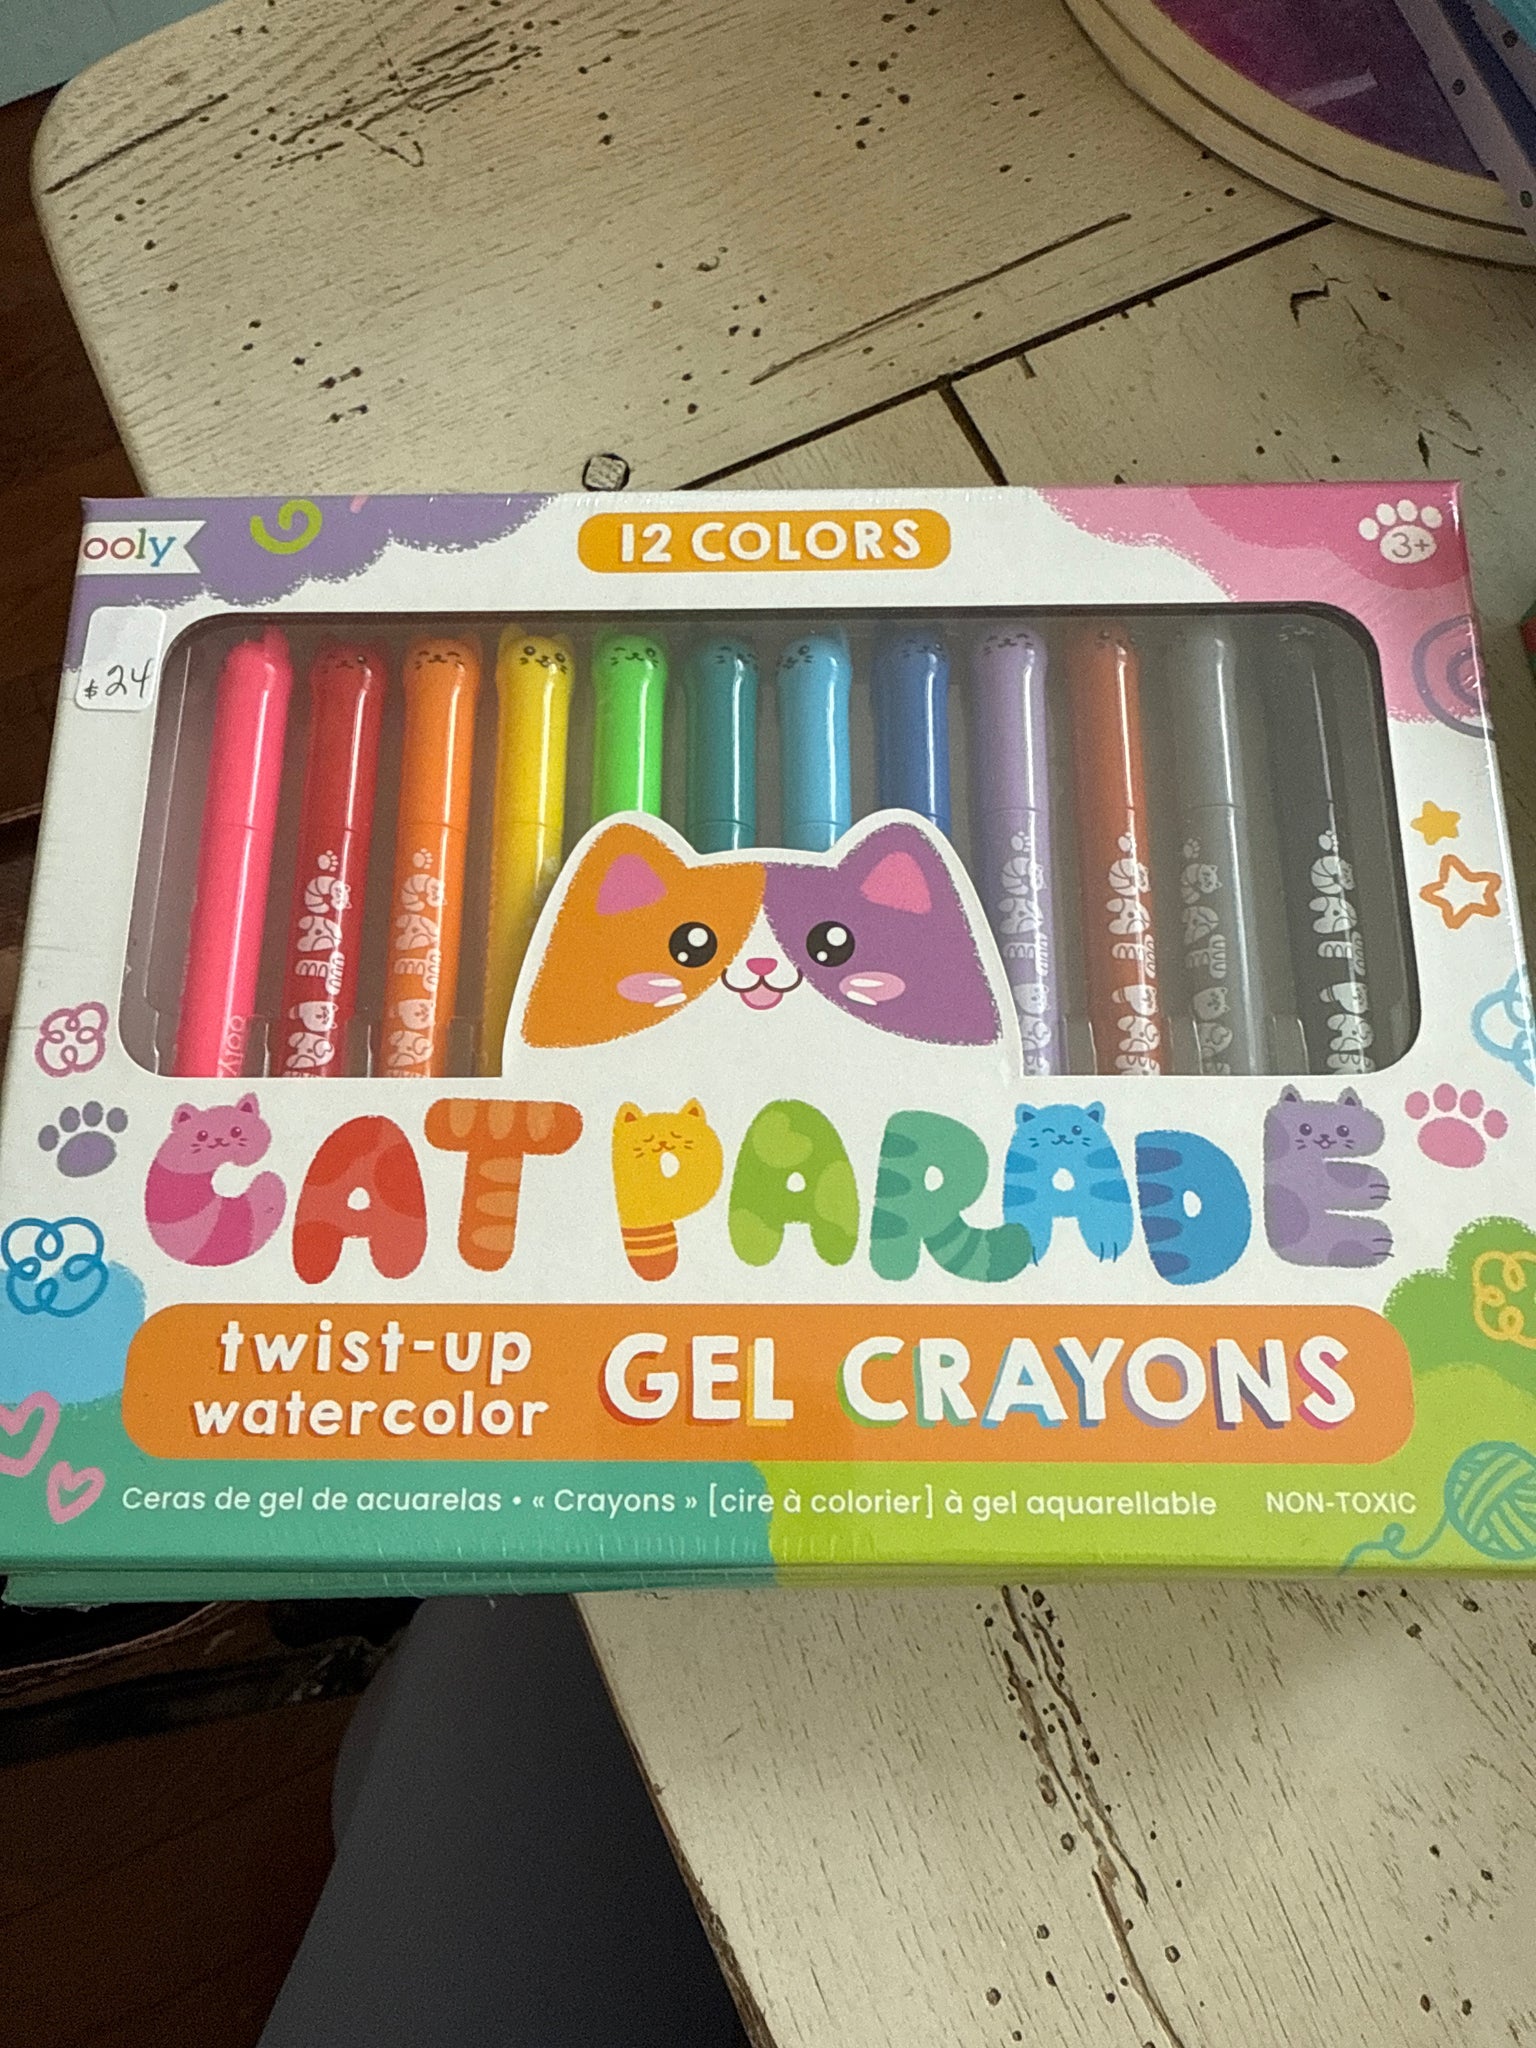 12 COLORS
ooly
3+
$24
ooly
CAT PARADE
twist-up
watercolor
GEL CRAYONS
Ceras de gel de acuarelas • « Crayons » [cire à colorier] à gel aquarellable
NON-TOXIC